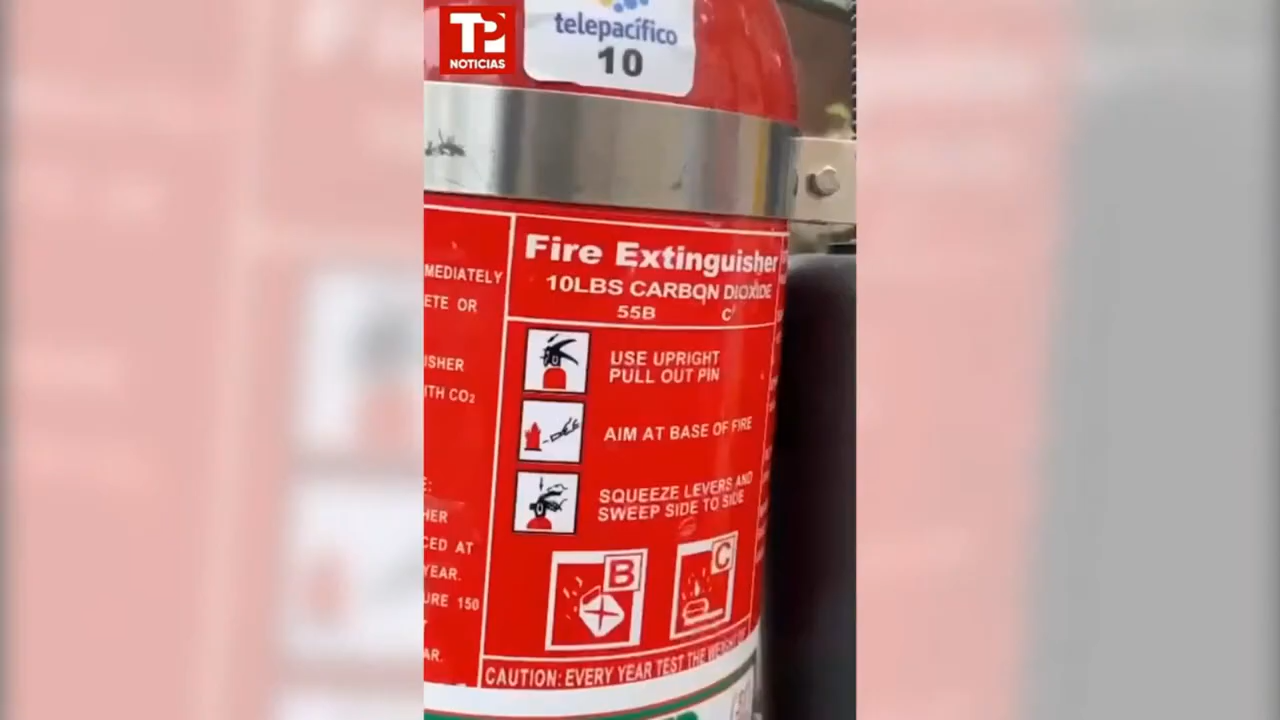 TP
NOTICIAS
telepacífico
10
MEDIATELY
ETE OR
ISHER
ITH CO₂
E:
HER
CED AT
YEAR.
URE 150
AR.
Fire Extinguisher
10LBS CARBON DIOXIDE
55B C
USE UPRIGHT
PULL OUT PIN
AIM AT BASE OF FIRE
SQUEEZE LEVERS AND
SWEEP SIDE TO SIDE
B
C
CAUTION: EVERY YEAR TEST THE WEIGHT OF